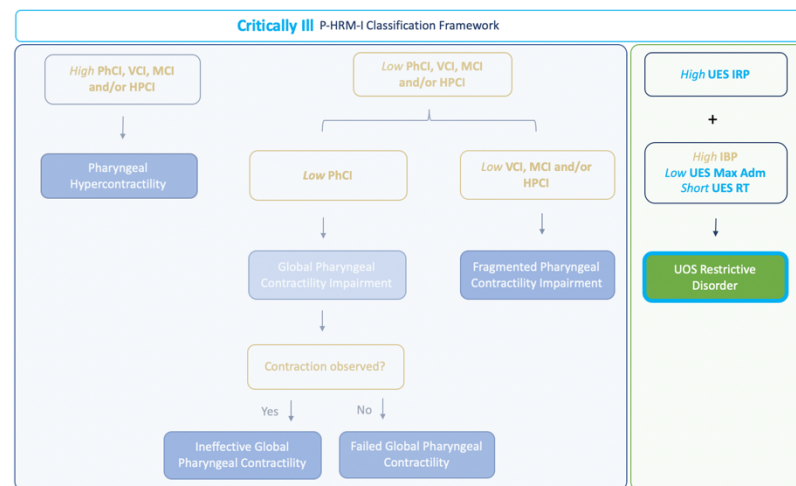 Critically Ill P-HRM-I Classification Framework
High PhCI, VCI, MCI
and/or HPCI
Low PhCI, VCI, MCI
and/or HPCI
High UES IRP
+
Pharyngeal
Hypercontractility
Low PhCI
Low VCI, MCI and/or
HPCI
High IBP
Low UES Max Adm
Short UES RT
Global Pharyngeal
Contractility Impairment
Fragmented Pharyngeal
Contractility Impairment
UOS Restrictive
Disorder
Contraction observed?
Yes
No
Ineffective Global
Pharyngeal Contractility
Failed Global Pharyngeal
Contractility